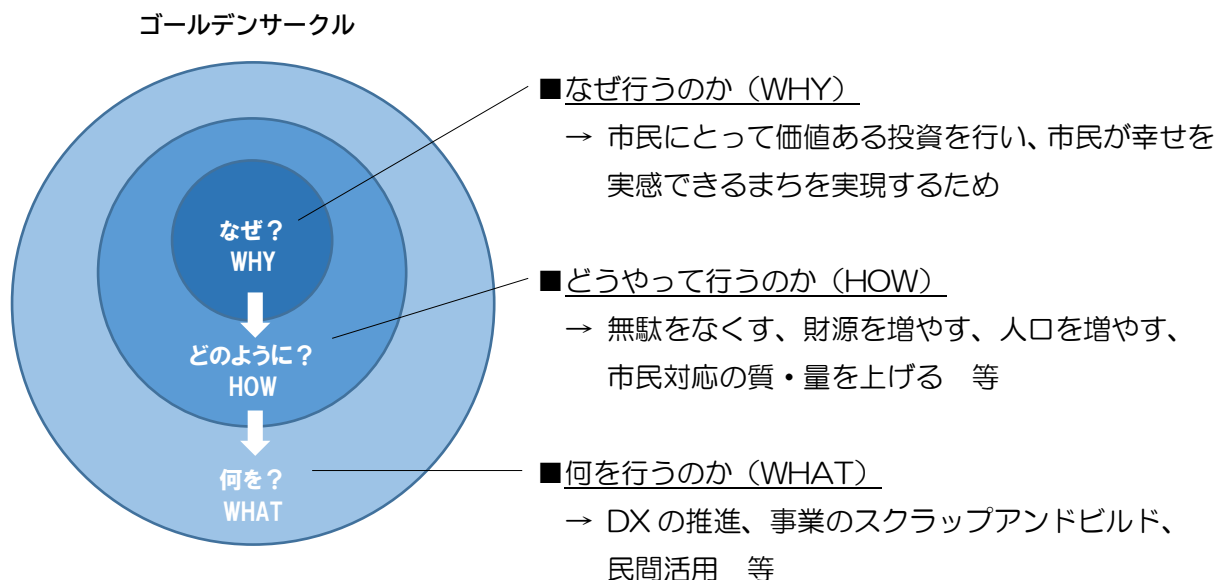 ゴールデンサークル
なぜ?
WHY
どのように?
HOW
何を?
WHAT
■なぜ行うのか（WHY）
→ 市民にとって価値ある投資を行い、市民が幸せを
実感できるまちを実現するため
■どうやって行うのか（HOW）
→ 無駄をなくす、財源を増やす、人口を増やす、
市民対応の質・量を上げる　等
■何を行うのか（WHAT）
→ DX の推進、事業のスクラップアンドビルド、
民間活用　等